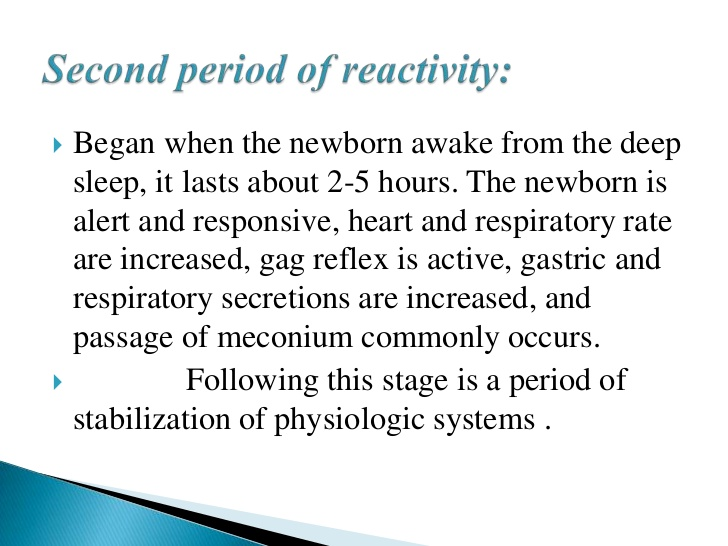 Second period of reactivity:
Began when the newborn awake from the deep
sleep, it lasts about 2-5 hours. The newborn is
alert and responsive, heart and respiratory rate
are increased, gag reflex is active, gastric and
respiratory secretions are increased, and
passage of meconium commonly occurs.
Following this stage is a period of
stabilization of physiologic systems .